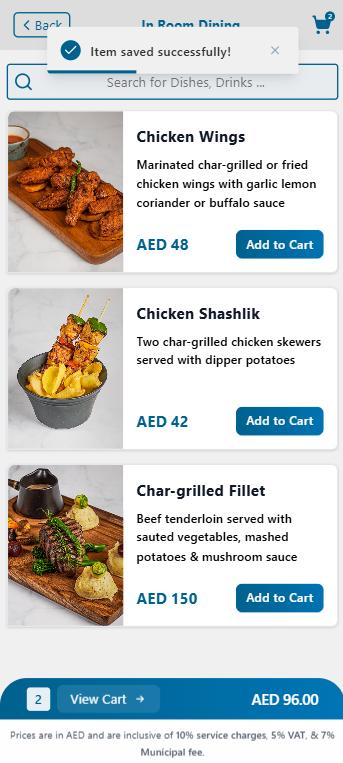 Back
In Room Dining
2
Item saved successfully!
Search for Dishes, Drinks ...
Chicken Wings
Marinated char-grilled or fried
chicken wings with garlic lemon
coriander or buffalo sauce
AED 48
Add to Cart
Chicken Shashlik
Two char-grilled chicken skewers
served with dipper potatoes
AED 42
Add to Cart
Char-grilled Fillet
Beef tenderloin served with
sauted vegetables, mashed
potatoes & mushroom sauce
AED 150
Add to Cart
2
View Cart
AED 96.00
Prices are in AED and are inclusive of 10% service charges, 5% VAT, & 7%
Municipal fee.